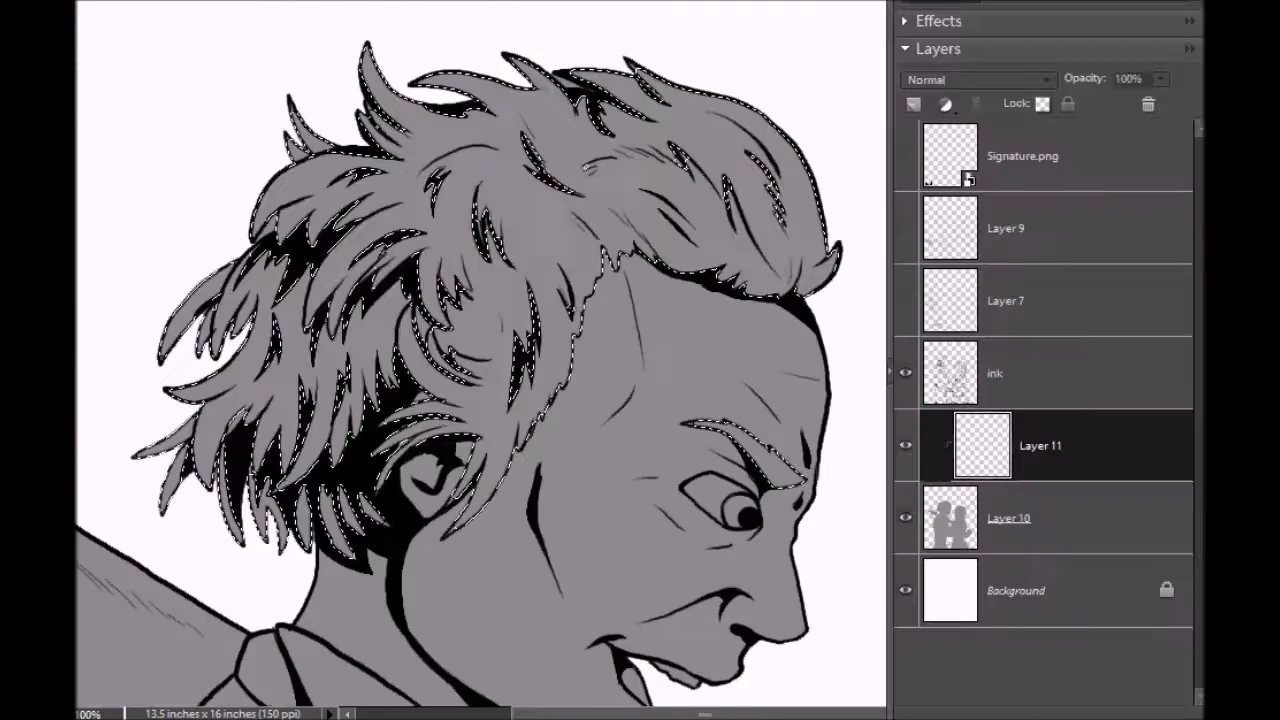 Effects
Layers
Normal
Opacity: 100%
Lock:
Signature.png
Layer 9
Layer 7
ink
Layer 11
Layer 10
Background
100%
13.5 inches x 16 inches (150 ppi)